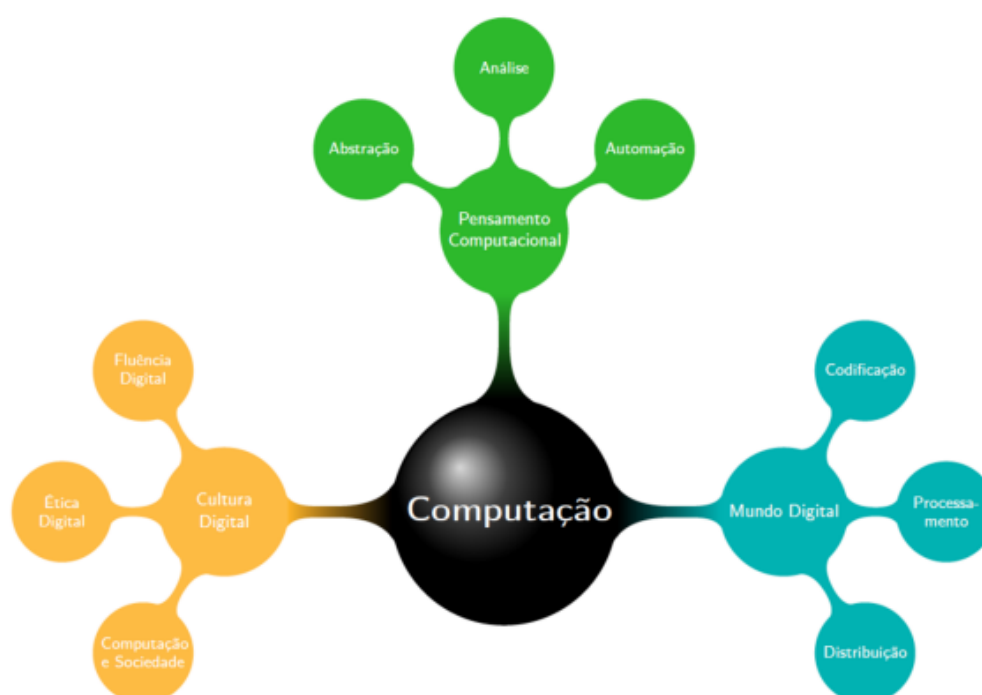 Análise
Abstração
Automação
Pensamento
Computacional
Fluência
Digital
Codificação
Ética
Digital
Cultura
Digital
Computação
Mundo Digital
Processa-
mento
Computação
e Sociedade
Distribuição